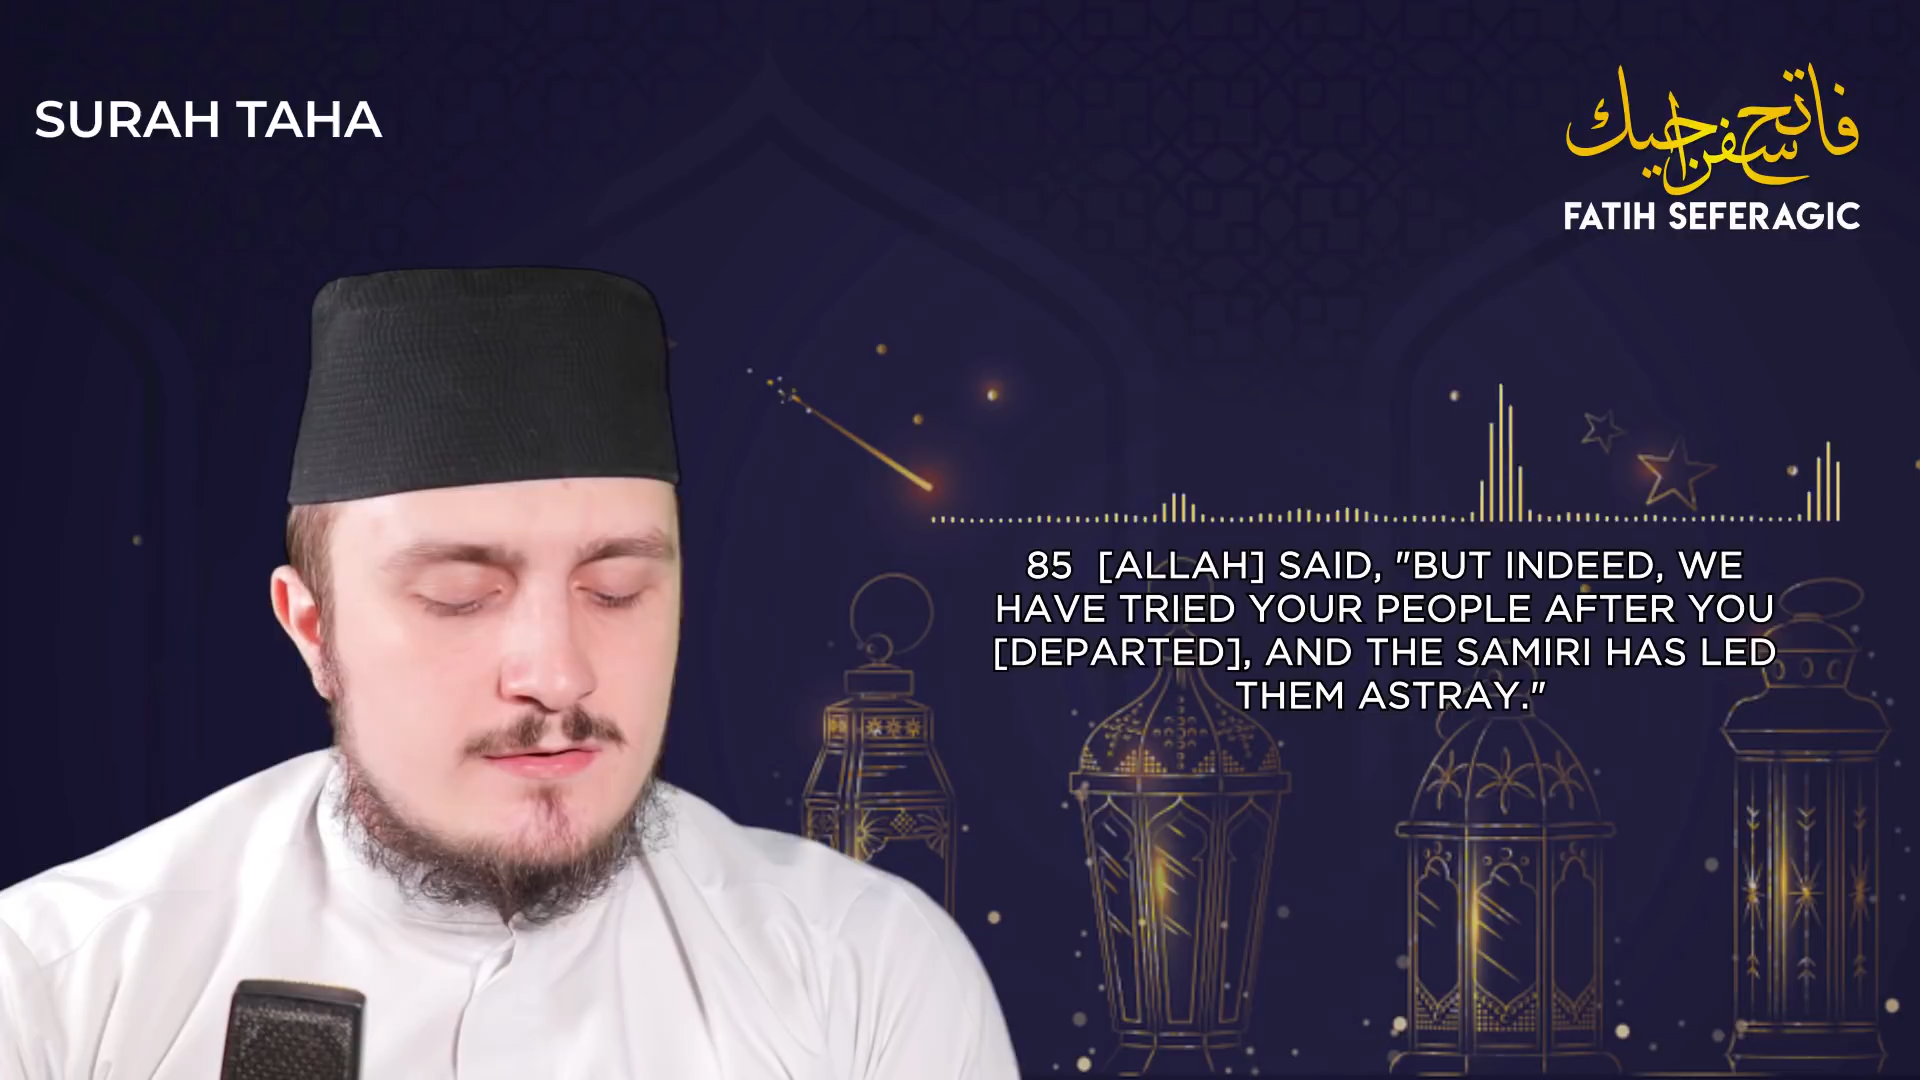 SURAH TAHA
فاتح سفراجيك
FATIH SEFERAGIC
85 [ALLAH] SAID, "BUT INDEED, WE
HAVE TRIED YOUR PEOPLE AFTER YOU
[DEPARTED], AND THE SAMIRI HAS LED
THEM ASTRAY."